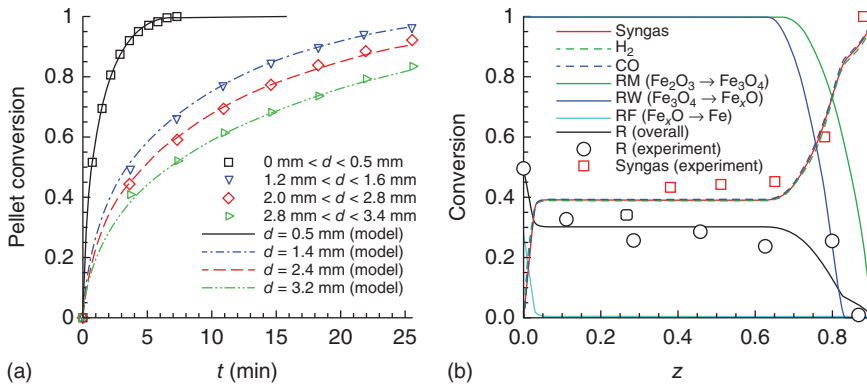 1
0.8
0.6
0.4
0.2
0
0
5
10
15
20
25
Pellet conversion
t (min)
(a)
0 mm < d < 0.5 mm
1.2 mm < d < 1.6 mm
2.0 mm < d < 2.8 mm
2.8 mm < d < 3.4 mm
d = 0.5 mm (model)
d = 1.4 mm (model)
d = 2.4 mm (model)
d = 3.2 mm (model)
1.0
0.8
0.6
0.4
0.2
0.0
0.0
0.2
0.4
0.6
0.8
Conversion
z
(b)
Syngas
H₂
CO
RM (Fe₂O₃ → Fe₃O₄)
RW (Fe₃O₄ → FeₓO)
RF (FeₓO → Fe)
R (overall)
R (experiment)
Syngas (experiment)